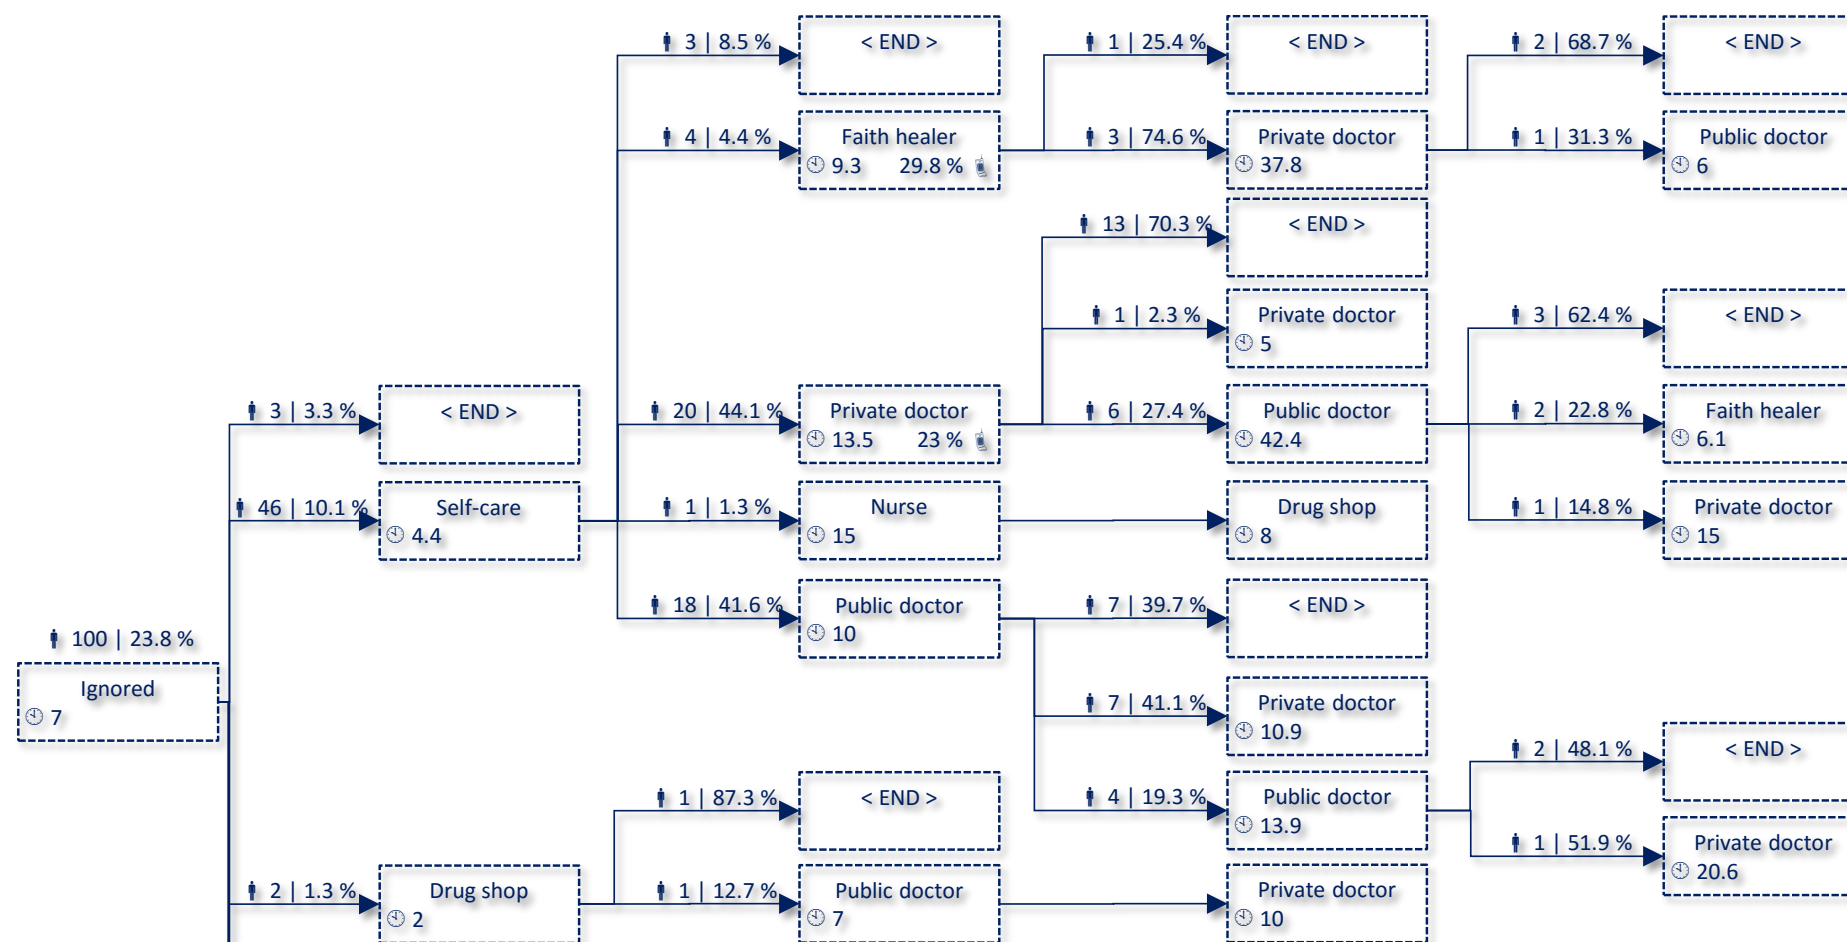 3 | 8.5 %
< END >
1 | 25.4 %
< END >
2 | 68.7 %
< END >
4 | 4.4 %
Faith healer
9.3 29.8 %
3 | 74.6 %
Private doctor
37.8
1 | 31.3 %
Public doctor
6
13 | 70.3 %
< END >
1 | 2.3 %
Private doctor
5
3 | 62.4 %
< END >
3 | 3.3 %
< END >
20 | 44.1 %
Private doctor
13.5 23 %
6 | 27.4 %
Public doctor
42.4
2 | 22.8 %
Faith healer
6.1
46 | 10.1 %
Self-care
4.4
1 | 1.3 %
Nurse
15
Drug shop
8
1 | 14.8 %
Private doctor
15
18 | 41.6 %
Public doctor
10
7 | 39.7 %
< END >
100 | 23.8 %
Ignored
7
7 | 41.1 %
Private doctor
10.9
2 | 48.1 %
< END >
1 | 87.3 %
< END >
4 | 19.3 %
Public doctor
13.9
1 | 51.9 %
Private doctor
20.6
2 | 1.3 %
Drug shop
2
1 | 12.7 %
Public doctor
7
Private doctor
10